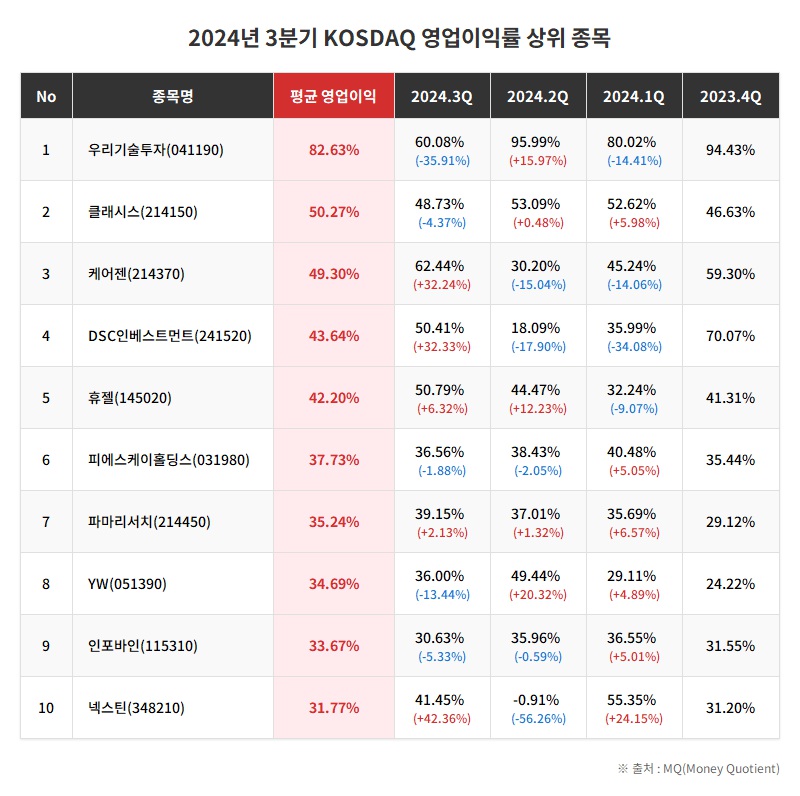 2024년 3분기 KOSDAQ 영업이익률 상위 종목
No 종목명 평균 영업이익 2024.3Q 2024.2Q 2024.1Q 2023.4Q
1 우리기술투자(041190) 82.63% 60.08% 95.99% 80.02% 94.43%
(-35.91%) (+15.97%) (-14.41%)
2 클래시스(214150) 50.27% 48.73% 53.09% 52.62% 46.63%
(-4.37%) (+0.48%) (+5.98%)
3 케어젠(214370) 49.30% 62.44% 30.20% 45.24% 59.30%
(+32.24%) (-15.04%) (-14.06%)
4 DSC인베스트먼트(241520) 43.64% 50.41% 18.09% 35.99% 70.07%
(+32.33%) (-17.90%) (-34.08%)
5 휴젤(145020) 42.20% 50.79% 44.47% 32.24% 41.31%
(+6.32%) (+12.23%) (-9.07%)
6 피에스케이홀딩스(031980) 37.73% 36.56% 38.43% 40.48% 35.44%
(-1.88%) (-2.05%) (+5.05%)
7 파마리서치(214450) 35.24% 39.15% 37.01% 35.69% 29.12%
(+2.13%) (+1.32%) (+6.57%)
8 YW(051390) 34.69% 36.00% 49.44% 29.11% 24.22%
(-13.44%) (+20.32%) (+4.89%)
9 인포바인(115310) 33.67% 30.63% 35.96% 36.55% 31.55%
(-5.33%) (-0.59%) (+5.01%)
10 넥스틴(348210) 31.77% 41.45% -0.91% 55.35% 31.20%
(+42.36%) (-56.26%) (+24.15%)
※ 출처 : MQ(Money Quotient)